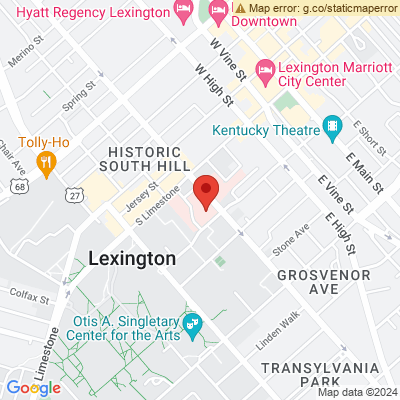 Map error: g.co/staticmaperror
Hyatt Regency Lexington
Downtown
W Vine St
Merino St
W High St
Lexington Marriott
City Center
Spring St
Kentucky Theatre
E Short St
E Main St
Tolly-Ho
HISTORIC
SOUTH HILL
68
27
Jersey St
S Limestone
E Vine St
E High St
Stone Ave
Lexington
GROSVENOR
AVE
Colfax St
Limestone
Otis A. Singletary
Center for the Arts
Linden Walk
TRANSYLVANIA
PARK
Google
Map data ©2024